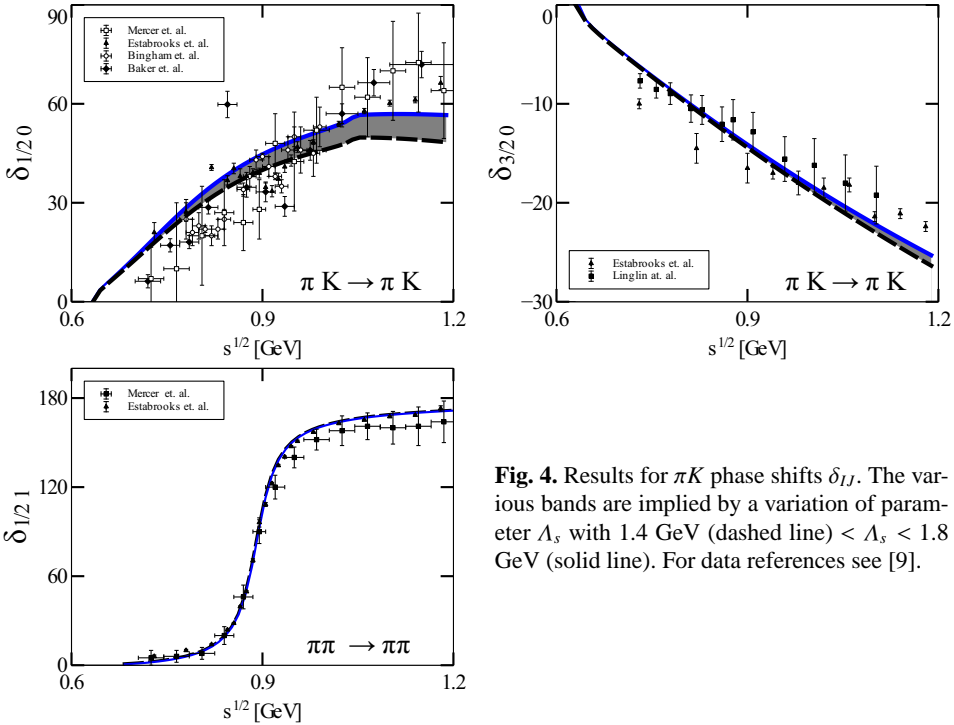 90
60
30
0
δ1/2 0
Mercer et. al.
Estabrooks et. al.
Bingham et. al.
Baker et. al.
π K → π K
0.6 0.9 1.2
s1/2 [GeV]
0
−10
−20
−30
δ3/2 0
Estabrooks et. al.
Linglin at. al.
π K → π K
0.6 0.9 1.2
s1/2 [GeV]
180
120
60
0
δ1/2 1
Mercer et. al.
Estabrooks et. al.
ππ → ππ
0.6 0.9 1.2
s1/2 [GeV]
Fig. 4. Results for πK phase shifts δIJ. The var-
ious bands are implied by a variation of param-
eter Λs with 1.4 GeV (dashed line) < Λs < 1.8
GeV (solid line). For data references see [9].